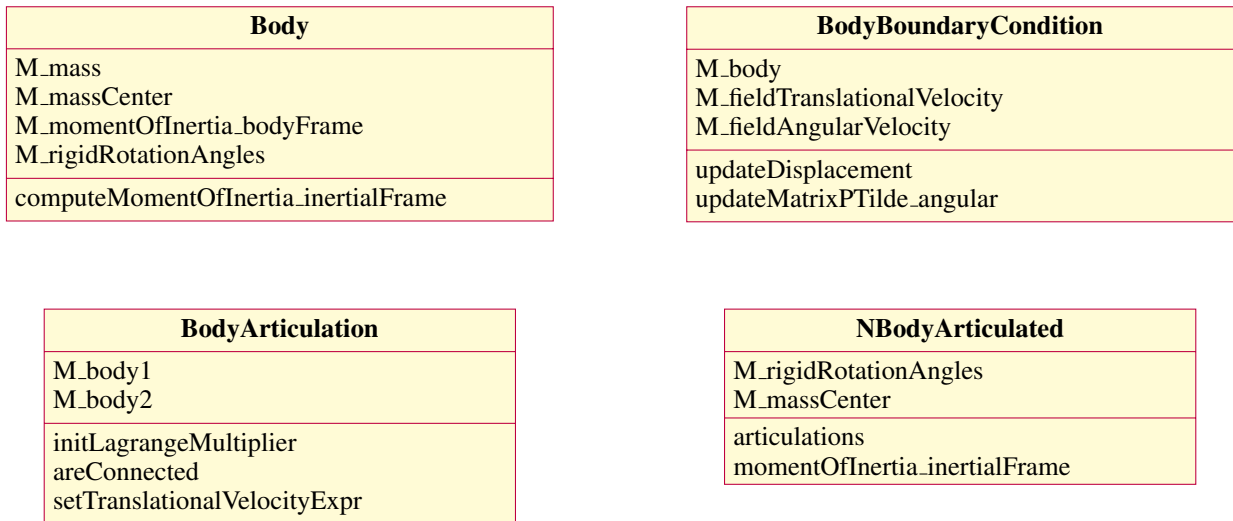 Body
M_mass
M_massCenter
M_momentOfInertia_bodyFrame
M_rigidRotationAngles
computeMomentOfInertia_inertialFrame
BodyBoundaryCondition
M_body
M_fieldTranslationalVelocity
M_fieldAngularVelocity
updateDisplacement
updateMatrixPTilde_angular
BodyArticulation
M_body1
M_body2
initLagrangeMultiplier
areConnected
setTranslationalVelocityExpr
NBodyArticulated
M_rigidRotationAngles
M_massCenter
articulations
momentOfInertia_inertialFrame